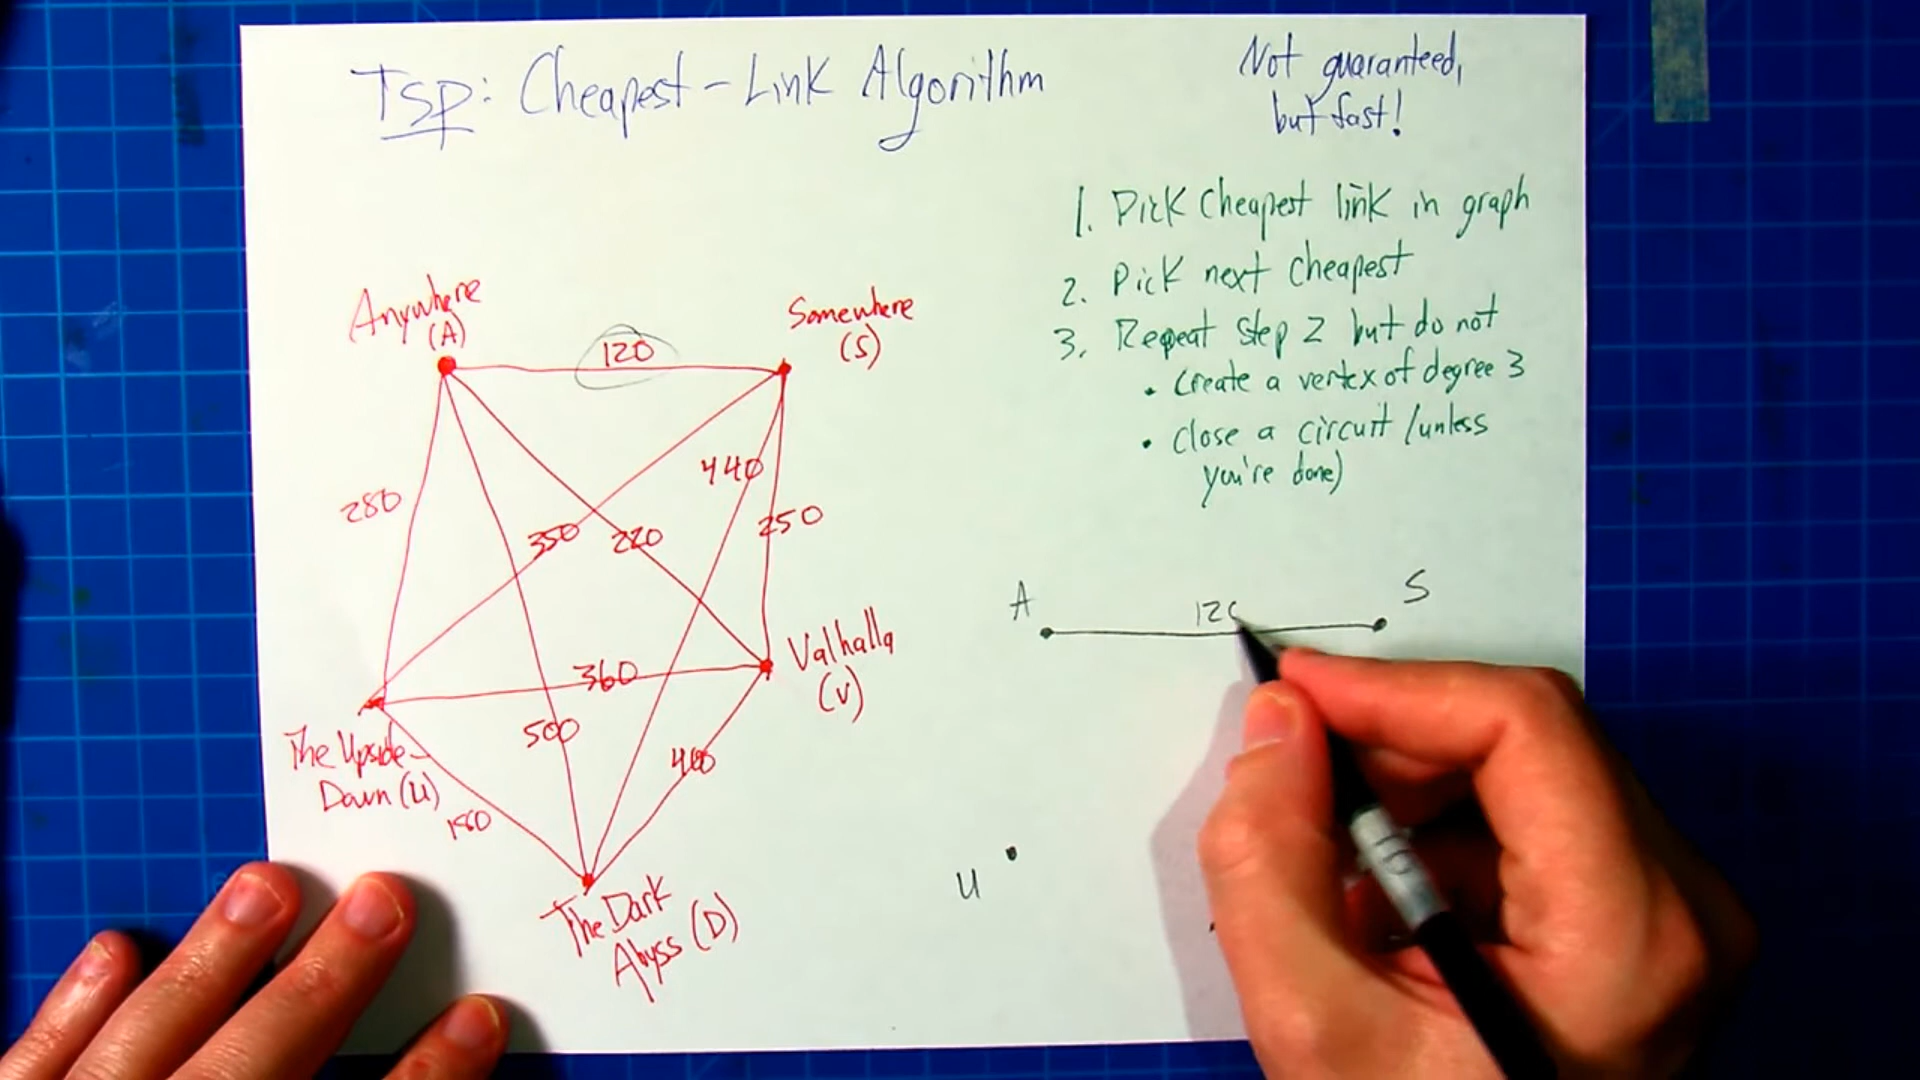 TSP: Cheapest-Link Algorithm
Not guaranteed,
but fast!
1. Pick Cheapest link in graph
2. Pick next cheapest
3. Repeat step 2 but do not
• Create a vertex of degree 3
• Close a circuit (unless
you're done)
Anywhere
(A)
120
Somewhere
(S)
280
350
220
440
250
360
500
Valhalla
(V)
The Upside-
Down (U)
The Dark
Abyss (D)
A
S
120
U